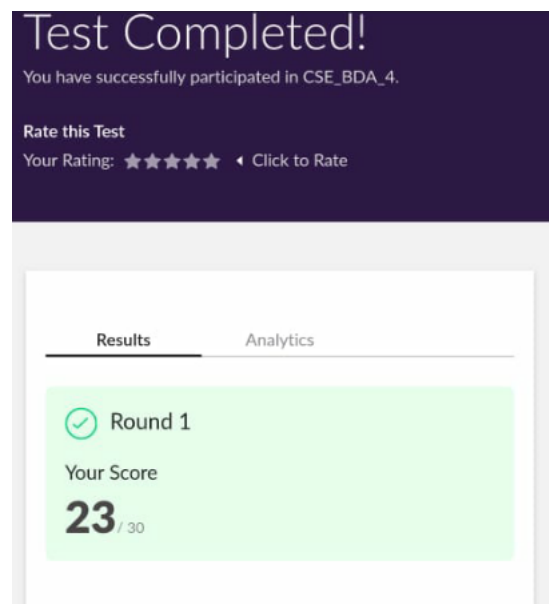 Test Completed!
You have successfully participated in CSE_BDA_4.
Rate this Test
Your Rating: Click to Rate
Results Analytics
Round 1
Your Score
23 / 30